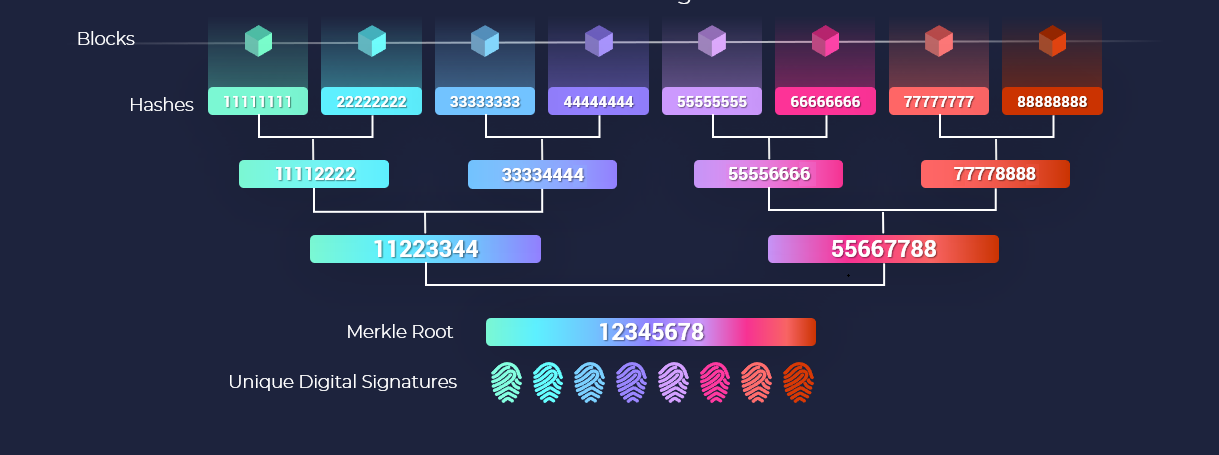 Blocks
Hashes 11111111 22222222 33333333 44444444 55555555 66666666 77777777 88888888
11112222 33334444 55556666 77778888
11223344 55667788
Merkle Root 12345678
Unique Digital Signatures